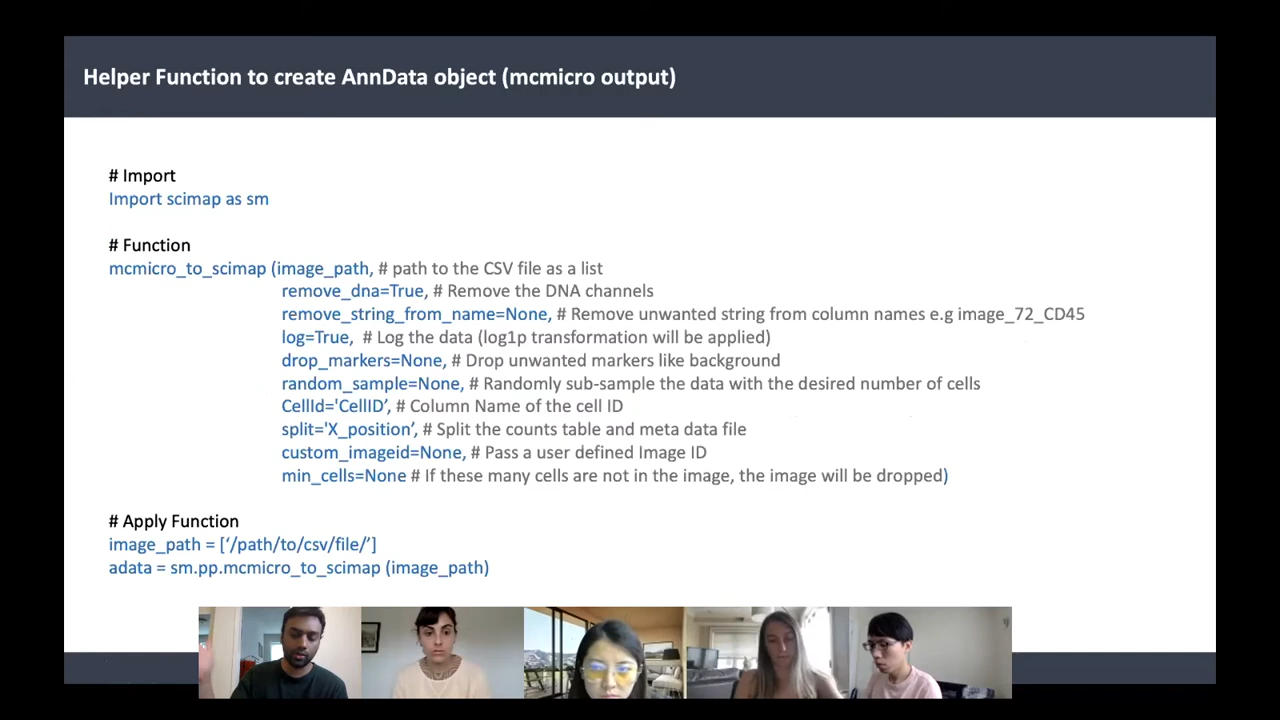 Helper Function to create AnnData object (mcmicro output)
# Import
Import scimap as sm
# Function
mcmicro_to_scimap (image_path, # path to the CSV file as a list
remove_dna=True, # Remove the DNA channels
remove_string_from_name=None, # Remove unwanted string from column names e.g image_72_CD45
log=True,  # Log the data (log1p transformation will be applied)
drop_markers=None, # Drop unwanted markers like background
random_sample=None, # Randomly sub-sample the data with the desired number of cells
CellId='CellID’, # Column Name of the cell ID
split='X_position’, # Split the counts table and meta data file
custom_imageid=None, # Pass a user defined Image ID
min_cells=None # If these many cells are not in the image, the image will be dropped)
# Apply Function
image_path = [‘/path/to/csv/file/’]
adata = sm.pp.mcmicro_to_scimap (image_path)